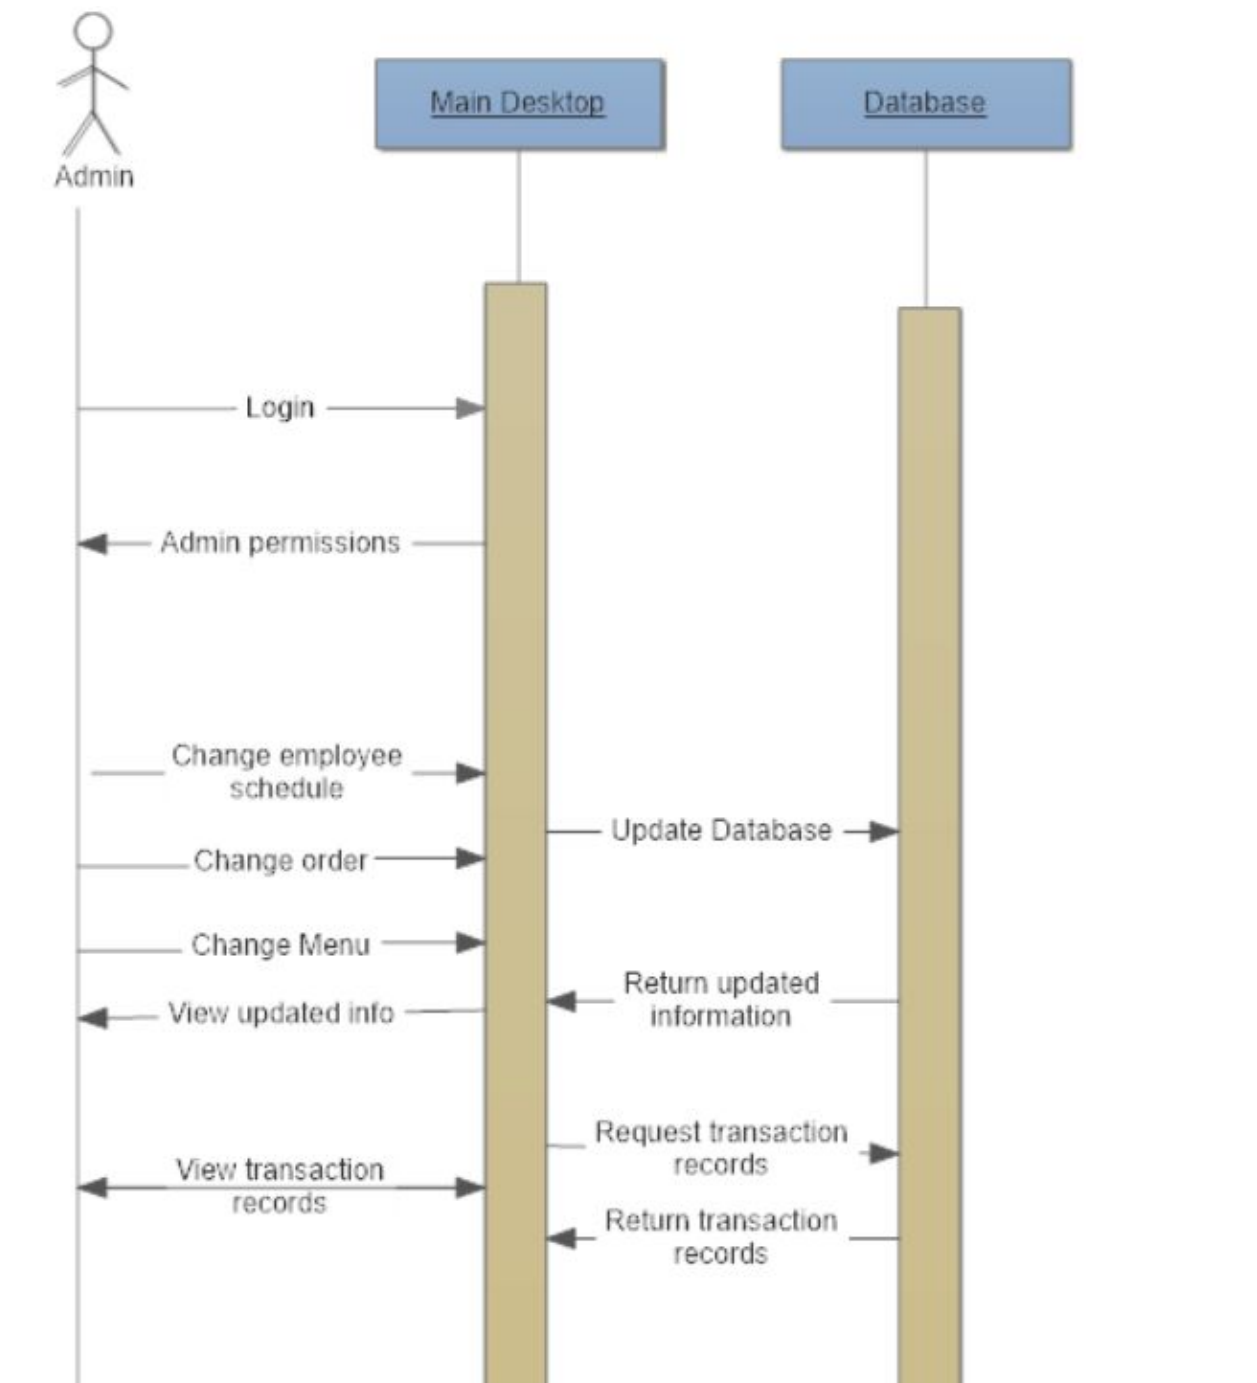 Admin
Main Desktop
Database
Login
Admin permissions
Change employee
schedule
Update Database
Change order
Change Menu
Return updated
information
View updated info
Request transaction
records
View transaction
records
Return transaction
records